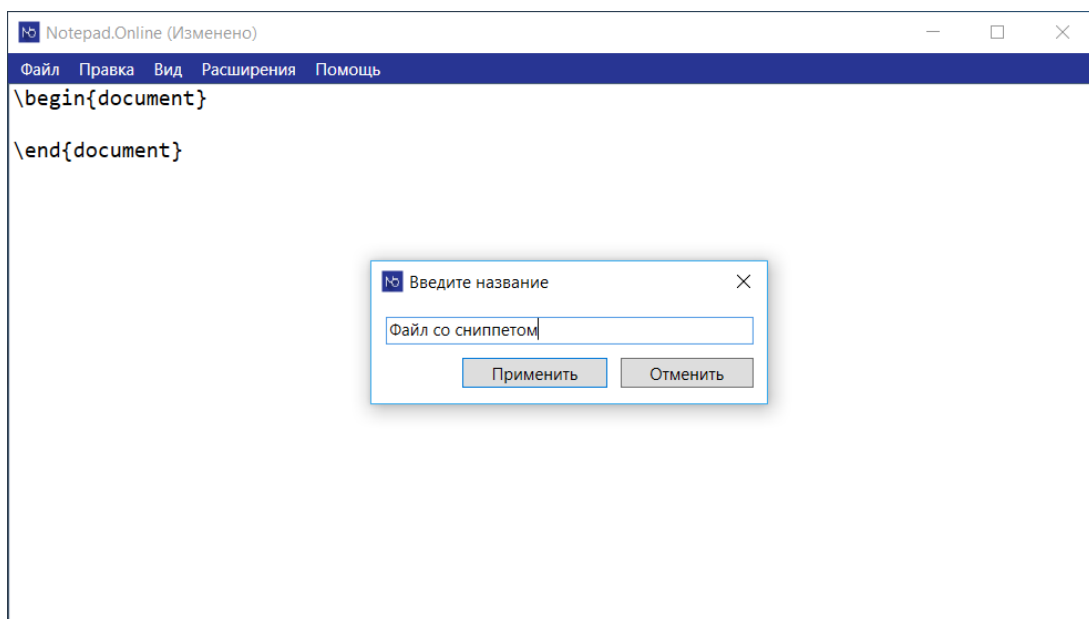 Notepad.Online (Изменено)
Файл Правка Вид Расширения Помощь
\begin{document}
\end{document}
Введите название
Файл со сниппетом
Применить Отменить